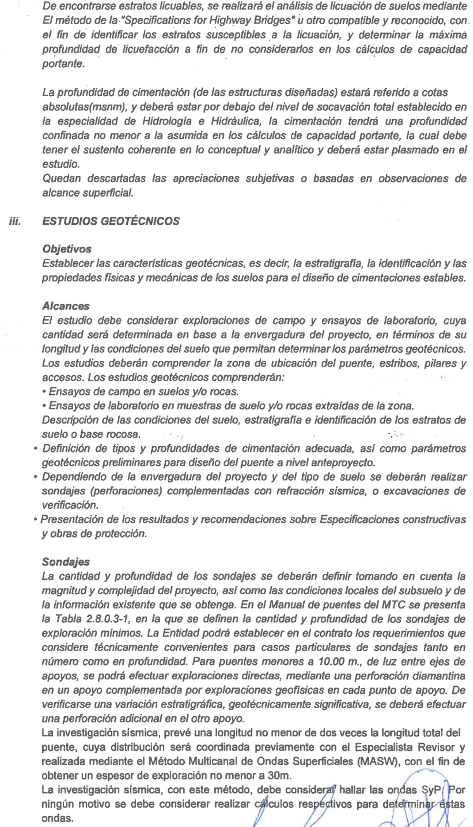 De encontrarse estratos licuables, se realizará el análisis de licuación de suelos mediante
El método de la "Specifications for Highway Bridges" u otro compatible y reconocido, con
el fin de identificar los estratos susceptibles a la licuación, y determinar la máxima
profundidad de licuefacción a fin de no considerarlos en los cálculos de capacidad
portante.
La profundidad de cimentación (de las estructuras diseñadas) estará referido a cotas
absolutas(msnm), y deberá estar por debajo del nivel de socavación total establecido en
la especialidad de Hidrología e Hidráulica, la cimentación tendrá una profundidad
confinada no menor a la asumida en los cálculos de capacidad portante, la cual debe
tener el sustento coherente en lo conceptual y analítico y deberá estar plasmado en el
estudio.
Quedan descartadas las apreciaciones subjetivas o basadas en observaciones de
alcance superficial.
iii. ESTUDIOS GEOTÉCNICOS
Objetivos
Establecer las características geotécnicas, es decir, la estratigrafía, la identificación y las
propiedades físicas y mecánicas de los suelos para el diseño de cimentaciones estables.
Alcances
El estudio debe considerar exploraciones de campo y ensayos de laboratorio, cuya
cantidad será determinada en base a la envergadura del proyecto, en términos de su
longitud y las condiciones del suelo que permitan determinar los parámetros geotécnicos.
Los estudios deberán comprender la zona de ubicación del puente, estribos, pilares y
accesos. Los estudios geotécnicos comprenderán:
• Ensayos de campo en suelos y/o rocas.
• Ensayos de laboratorio en muestras de suelo y/o rocas extraídas de la zona.
Descripción de las condiciones del suelo, estratigrafía e identificación de los estratos de
suelo o base rocosa.
• Definición de tipos y profundidades de cimentación adecuada, así como parámetros
geotécnicos preliminares para diseño del puente a nivel anteproyecto.
• Dependiendo de la envergadura del proyecto y del tipo de suelo se deberán realizar
sondajes (perforaciones) complementadas con refracción sísmica, o excavaciones de
verificación.
• Presentación de los resultados y recomendaciones sobre Especificaciones constructivas
y obras de protección.
Sondajes
La cantidad y profundidad de los sondajes se deberán definir tomando en cuenta la
magnitud y complejidad del proyecto, así como las condiciones locales del subsuelo y de
la información existente que se obtenga. En el Manual de puentes del MTC se presenta
la Tabla 2.8.0.3-1, en la que se definen la cantidad y profundidad de los sondajes de
exploración mínimos. La Entidad podrá establecer en el contrato los requerimientos que
considere técnicamente convenientes para casos particulares de sondajes tanto en
número como en profundidad. Para puentes menores a 10.00 m., de luz entre ejes de
apoyos, se podrá efectuar exploraciones directas, mediante una perforación diamantina
en un apoyo complementada por exploraciones geofísicas en cada punto de apoyo. De
verificarse una variación estratigráfica, geotécnicamente significativa, se deberá efectuar
una perforación adicional en el otro apoyo.
La investigación sísmica, prevé una longitud no menor de dos veces la longitud total del
puente, cuya distribución será coordinada previamente con el Especialista Revisor y
realizada mediante el Método Multicanal de Ondas Superficiales (MASW), con el fin de
obtener un espesor de exploración no menor a 30m.
La investigación sísmica, con este método, debe considerar hallar las ondas SyP. Por
ningún motivo se debe considerar realizar cálculos respectivos para determinar estas
ondas.